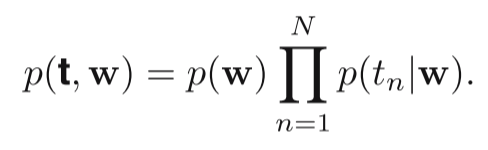 p(𝘁, 𝐰) = p(𝐰) ∏_{n=1}^{N} p(t_n|𝐰).